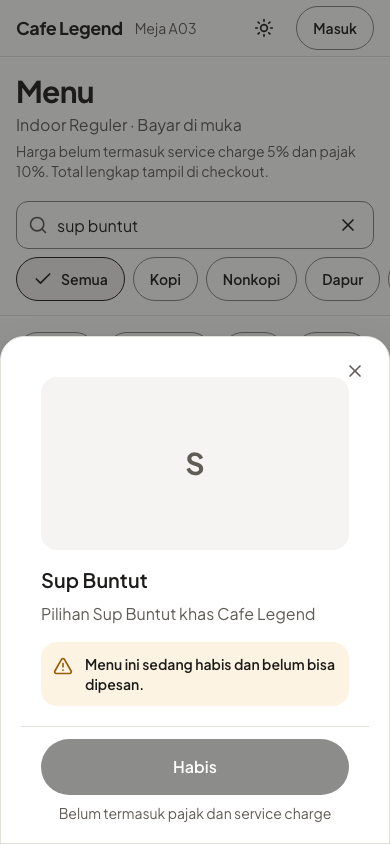 Cafe Legend Meja A03 Masuk
Menu
Indoor Reguler · Bayar di muka
Harga belum termasuk service charge 5% dan pajak
10%. Total lengkap tampil di checkout.
sup buntut
Semua Kopi Nonkopi Dapur
S
Sup Buntut
Pilihan Sup Buntut khas Cafe Legend
Menu ini sedang habis dan belum bisa
dipesan.
Habis
Belum termasuk pajak dan service charge